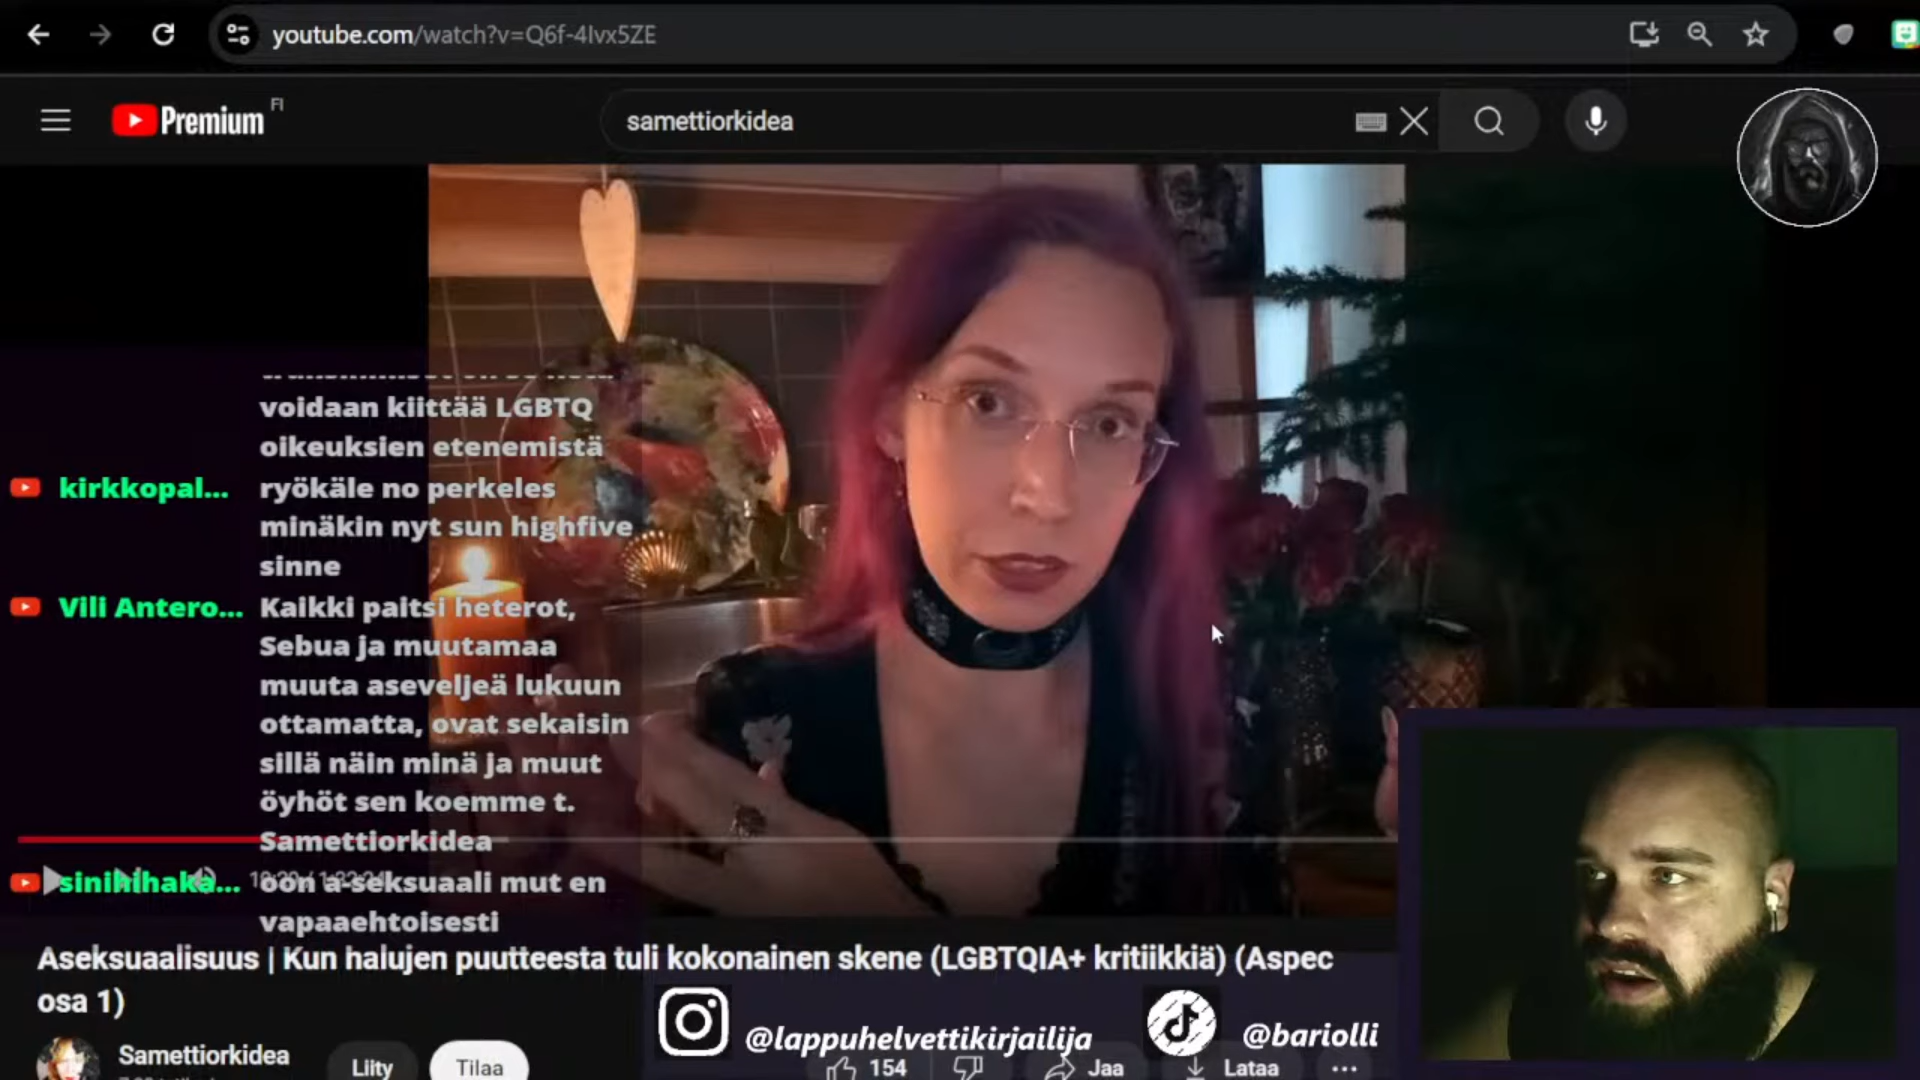 youtube.com/watch?v=Q6f-4lvx5ZE
Premium FI
samettiorkidea
voidaan kiittää LGBTQ
oikeuksien etenemistä
kirkkopal... ryökäle no perkeles
minäkin nyt sun highfive
sinne
Vili Antero... Kaikki paitsi heterot,
Sebua ja muutamaa
muuta aseveljeä lukuun
ottamatta, ovat sekaisin
sillä näin minä ja muut
öyhöt sen koemme t.
Samettiorkidea
sinihihaka... oon a-seksuaali mut en
vapaaehtoisesti
Aseksuaalisuus | Kun halujen puutteesta tuli kokonainen skene (LGBTQIA+ kritiikkiä) (Aspec
osa 1)
@lappuhelvettikirjailija
@bariolli
Samettiorkidea
Liity
Tilaa
154
Jaa
Lataa